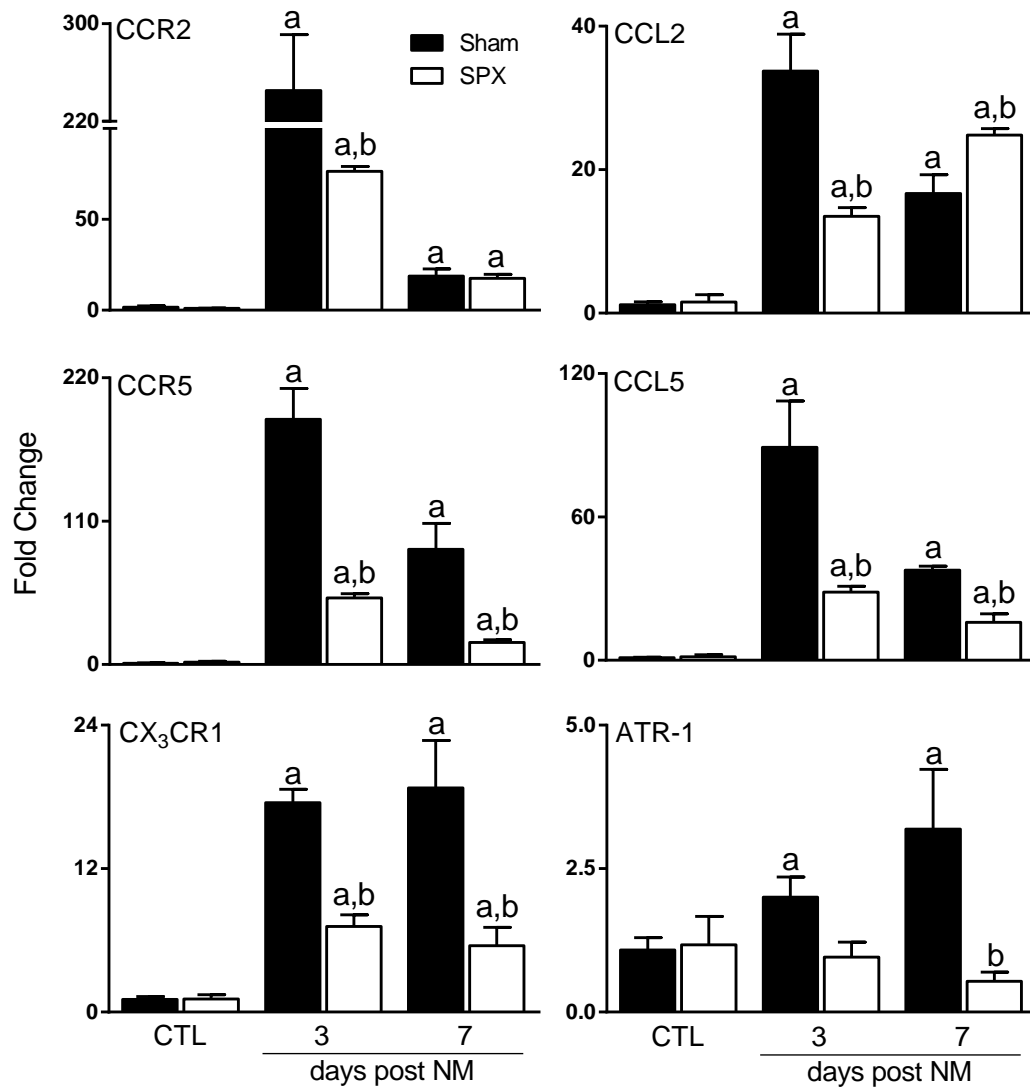 CCR2
300
220
50
0
a
a,b
a
a
Sham
SPX
CCL2
40
20
0
a
a,b
a
a,b
Fold Change
CCR5
220
110
0
a
a,b
a
a,b
CCL5
120
60
0
a
a,b
a
a,b
CX₃CR1
24
12
0
a
a,b
a
a,b
CTL
3
7
days post NM
ATR-1
5.0
2.5
0.0
a
a
b
CTL
3
7
days post NM